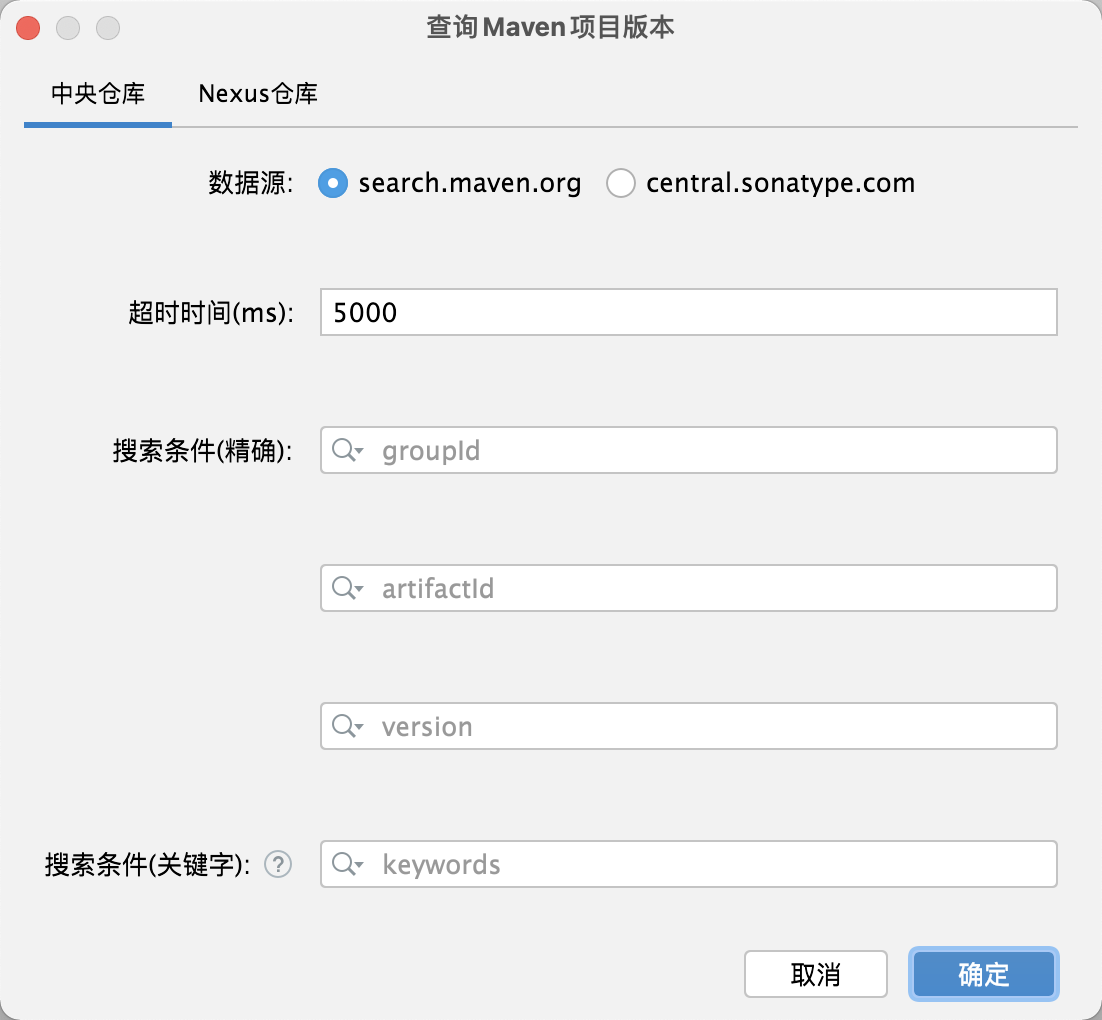 查询Maven项目版本
中央仓库 Nexus仓库
数据源: search.maven.org central.sonatype.com
超时时间(ms): 5000
搜索条件(精确): groupId
artifactId
version
搜索条件(关键字): ? keywords
取消 确定